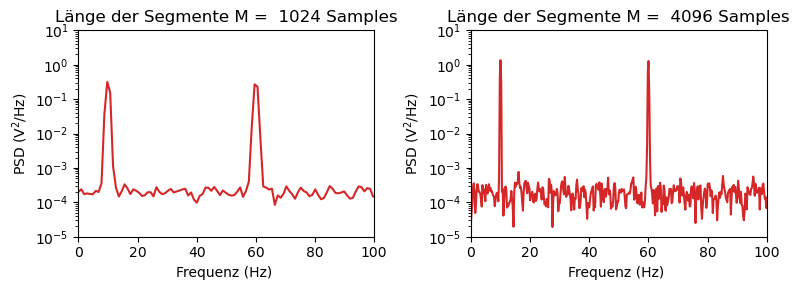 Länge der Segmente M =  1024 Samples
10¹
10⁰
10⁻¹
10⁻²
10⁻³
10⁻⁴
10⁻⁵
PSD (V²/Hz)
0 20 40 60 80 100
Frequenz (Hz)
Länge der Segmente M =  4096 Samples
10¹
10⁰
10⁻¹
10⁻²
10⁻³
10⁻⁴
10⁻⁵
PSD (V²/Hz)
0 20 40 60 80 100
Frequenz (Hz)